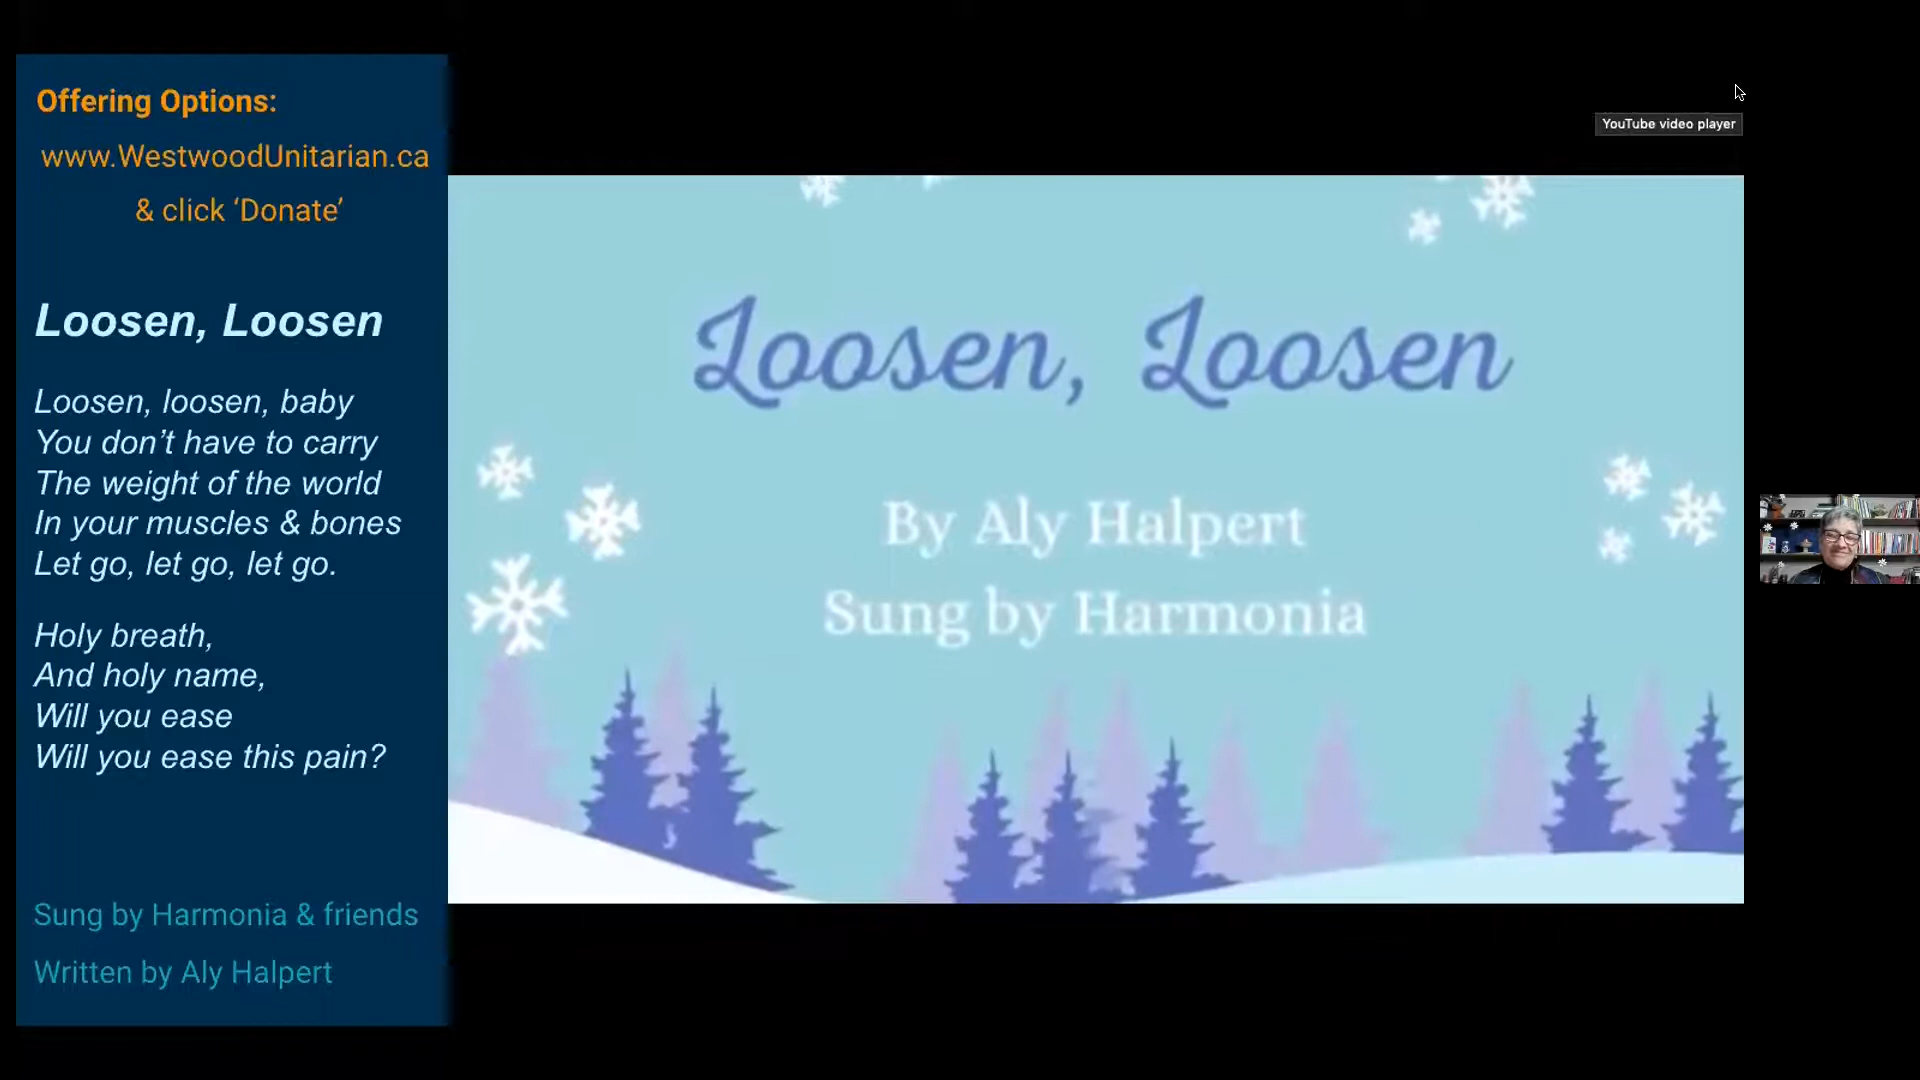 Offering Options:
www.WestwoodUnitarian.ca
& click ‘Donate’
Loosen, Loosen
Loosen, loosen, baby
You don’t have to carry
The weight of the world
In your muscles & bones
Let go, let go, let go.
Holy breath,
And holy name,
Will you ease
Will you ease this pain?
Sung by Harmonia & friends
Written by Aly Halpert
YouTube video player
Loosen, Loosen
By Aly Halpert
Sung by Harmonia